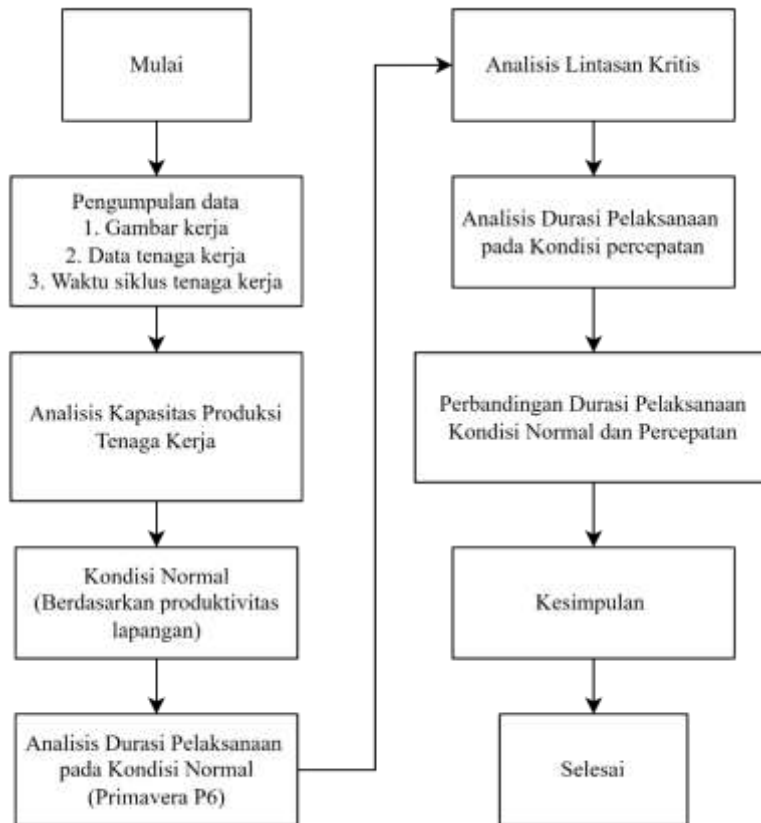 Mulai
Pengumpulan data
1. Gambar kerja
2. Data tenaga kerja
3. Waktu siklus tenaga kerja
Analisis Kapasitas Produksi
Tenaga Kerja
Kondisi Normal
(Berdasarkan produktivitas
lapangan)
Analisis Durasi Pelaksanaan
pada Kondisi Normal
(Primavera P6)
Analisis Lintasan Kritis
Analisis Durasi Pelaksanaan
pada Kondisi percepatan
Perbandingan Durasi Pelaksanaan
Kondisi Normal dan Percepatan
Kesimpulan
Selesai